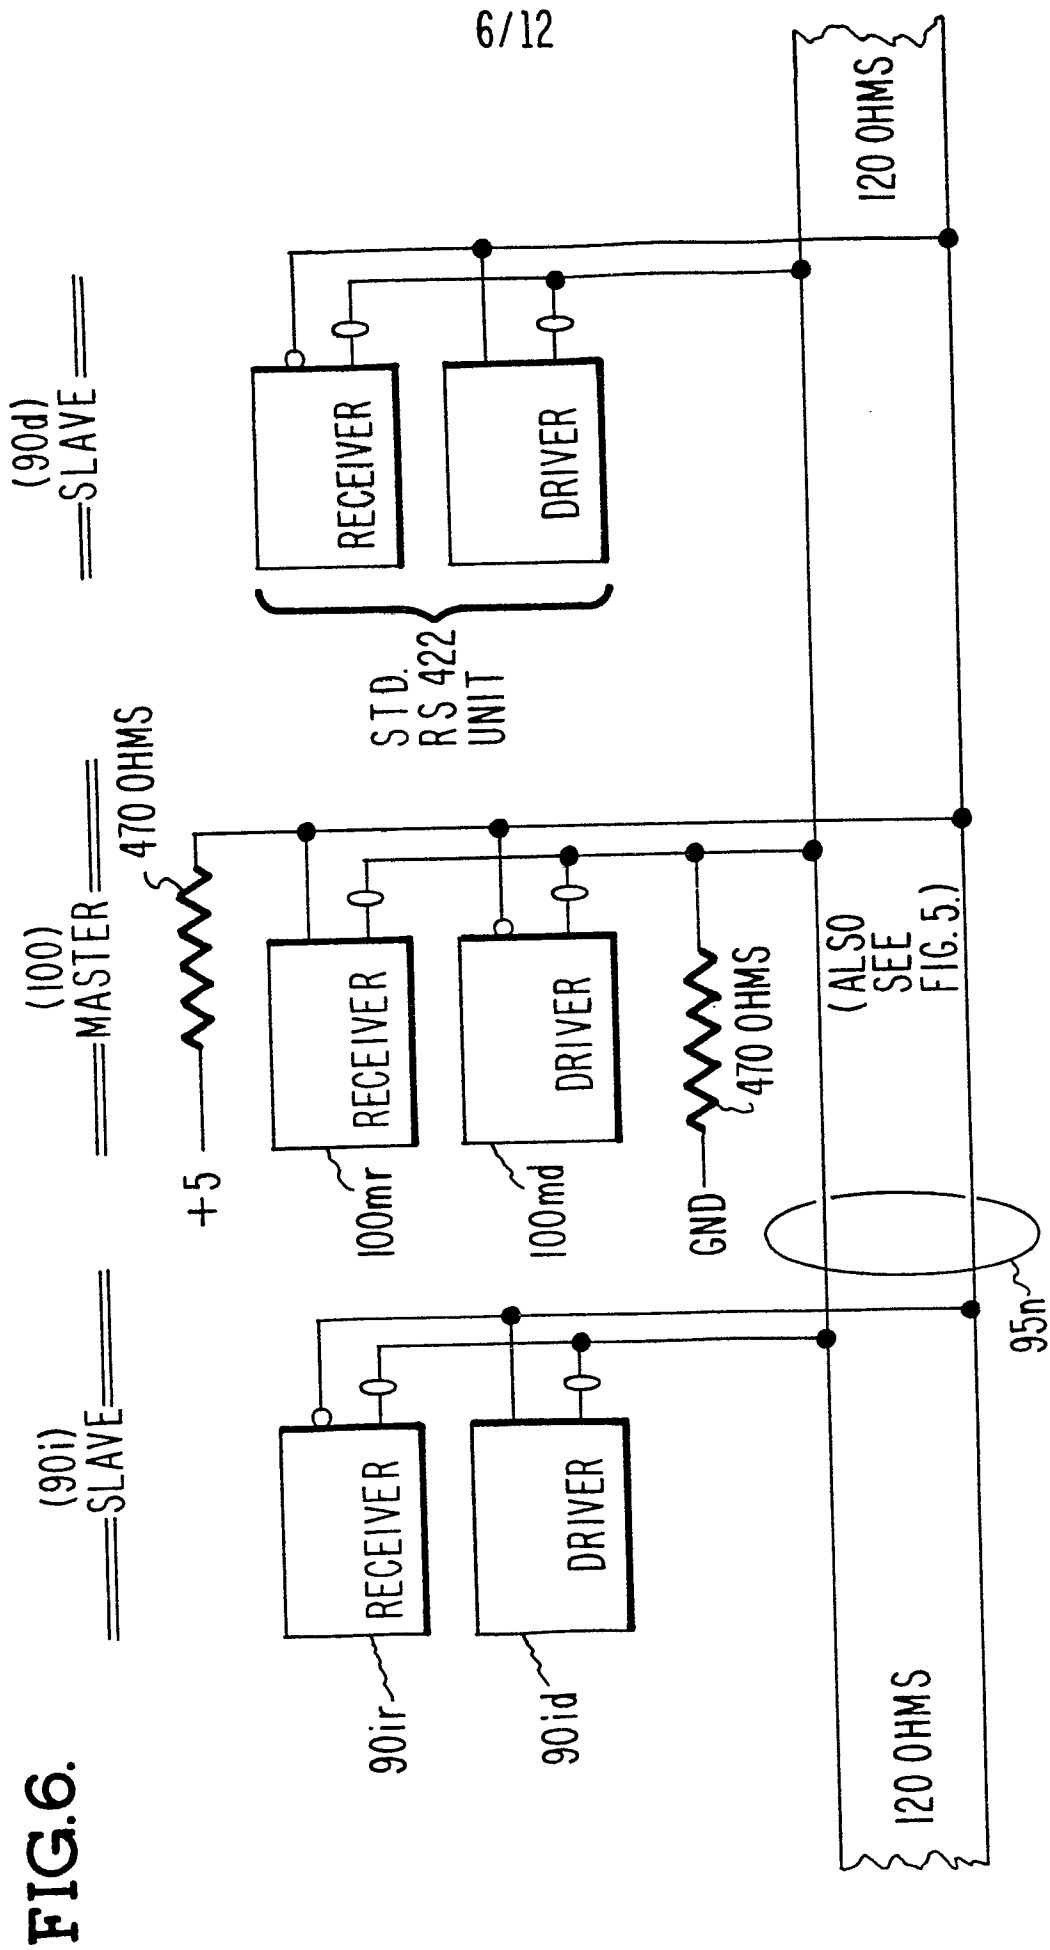 6/12
FIG.6.
(90i)
SLAVE
(100)
MASTER
(90d)
SLAVE
+5
470 OHMS
RECEIVER
DRIVER
90ir
90id
RECEIVER
DRIVER
100mr
100md
GND
470 OHMS
STD.
RS 422
UNIT
RECEIVER
DRIVER
(ALSO
SEE
FIG. 5.)
120 OHMS
95n
120 OHMS